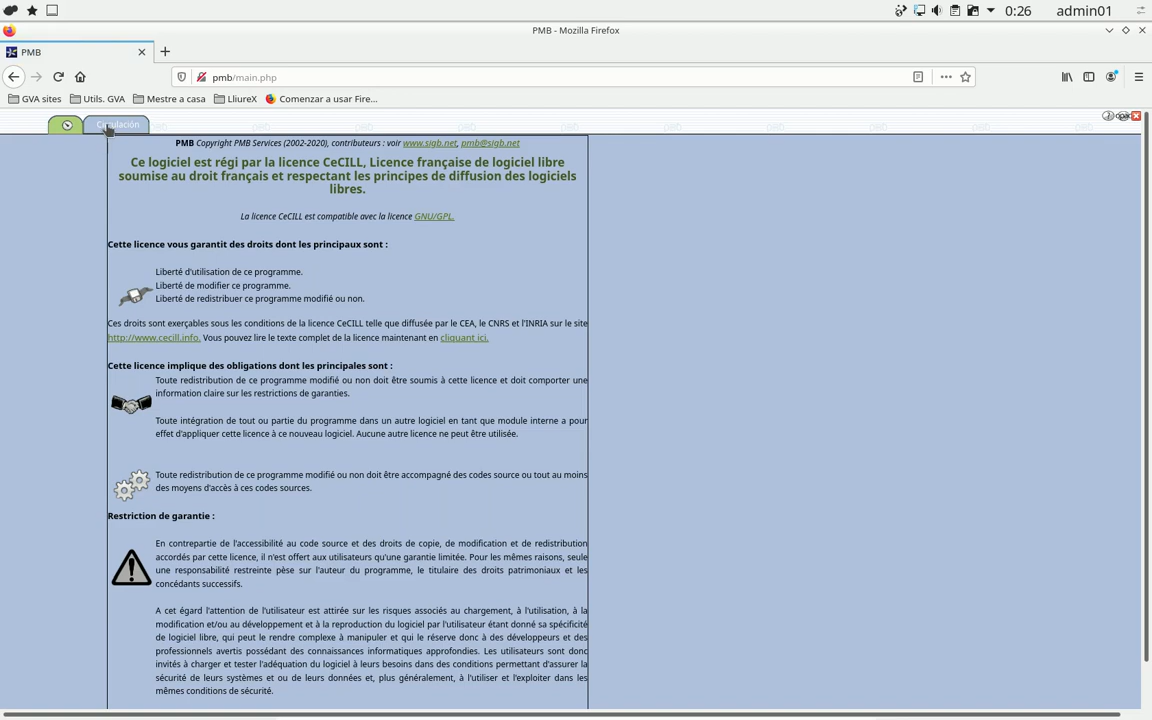 0:26 admin01
PMB - Mozilla Firefox
PMB
pmb/main.php
GVA sites Utils. GVA Mestre a casa LliureX Comenzar a usar Fire...
Circulación
PMB Copyright PMB Services (2002-2020), contributeurs : voir www.sigb.net, pmb@sigb.net
Ce logiciel est régi par la licence CeCILL, Licence française de logiciel libre
soumise au droit français et respectant les principes de diffusion des logiciels
libres.
La licence CeCILL est compatible avec la licence GNU/GPL.
Cette licence vous garantit des droits dont les principaux sont :
Liberté d'utilisation de ce programme.
Liberté de modifier ce programme.
Liberté de redistribuer ce programme modifié ou non.
Ces droits sont exerçables sous les conditions de la licence CeCILL telle que diffusée par le CEA, le CNRS et l'INRIA sur le site
http://www.cecill.info. Vous pouvez lire le texte complet de la licence maintenant en cliquant ici.
Cette licence implique des obligations dont les principales sont :
Toute redistribution de ce programme modifié ou non doit être soumis à cette licence et doit comporter une
information claire sur les restrictions de garanties.
Toute intégration de tout ou partie du programme dans un autre logiciel en tant que module interne a pour
effet d'appliquer cette licence à ce nouveau logiciel. Aucune autre licence ne peut être utilisée.
Toute redistribution de ce programme modifié ou non doit être accompagné des codes source ou tout au moins
des moyens d'accès à ces codes sources.
Restriction de garantie :
En contrepartie de l'accessibilité au code source et des droits de copie, de modification et de redistribution
accordés par cette licence, il n'est offert aux utilisateurs qu'une garantie limitée. Pour les mêmes raisons, seule
une responsabilité restreinte pèse sur l'auteur du programme, le titulaire des droits patrimoniaux et les
concédants successifs.
A cet égard l'attention de l'utilisateur est attirée sur les risques associés au chargement, à l'utilisation, à la
modification et/ou au développement et à la reproduction du logiciel par l'utilisateur étant donné sa spécificité
de logiciel libre, qui peut le rendre complexe à manipuler et qui le réserve donc à des développeurs et des
professionnels avertis possédant des connaissances informatiques approfondies. Les utilisateurs sont donc
invités à charger et tester l'adéquation du logiciel à leurs besoins dans des conditions permettant d'assurer la
sécurité de leurs systèmes et ou de leurs données et, plus généralement, à l'utiliser et l'exploiter dans les
mêmes conditions de sécurité.